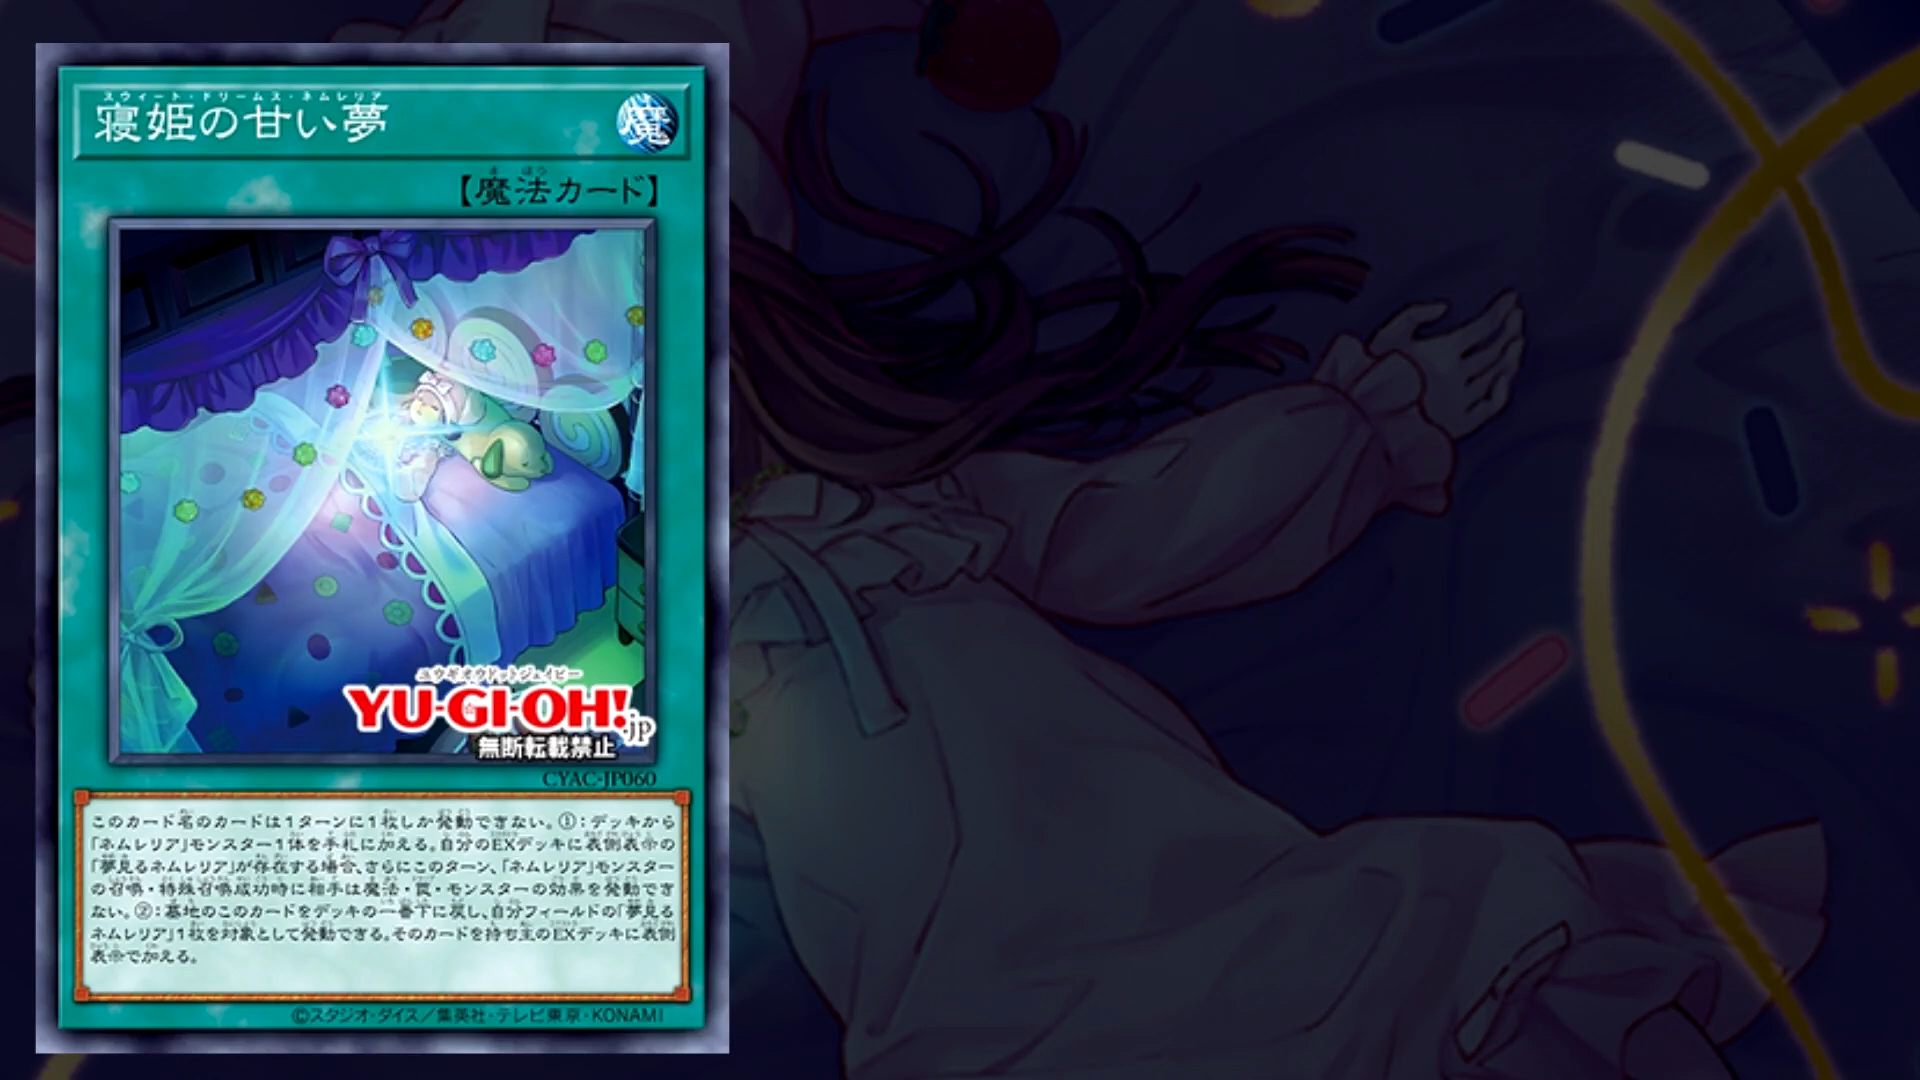 スウィート・ドリームス・ネムレリア
寝姫の甘い夢
魔
【魔法カード】
ユウギオウドットジェイピー
YU-GI-OH!.jp
無断転載禁止
CYAC-JP060
このカード名のカードは1ターンに1枚しか発動できない。①：デッキから
「ネムレリア」モンスター1体を手札に加える。自分のEXデッキに表側表示の
「夢見るネムレリア」が存在する場合、さらにこのターン、「ネムレリア」モンスター
の召喚・特殊召喚成功時に相手は魔法・罠・モンスターの効果を発動でき
ない。②：墓地のこのカードをデッキの一番下に戻し、自分フィールドの「夢見る
ネムレリア」1枚を対象として発動できる。そのカードを持ち主のEXデッキに表側
表示で加える。
©スタジオ・ダイス／集英社・テレビ東京・KONAMI